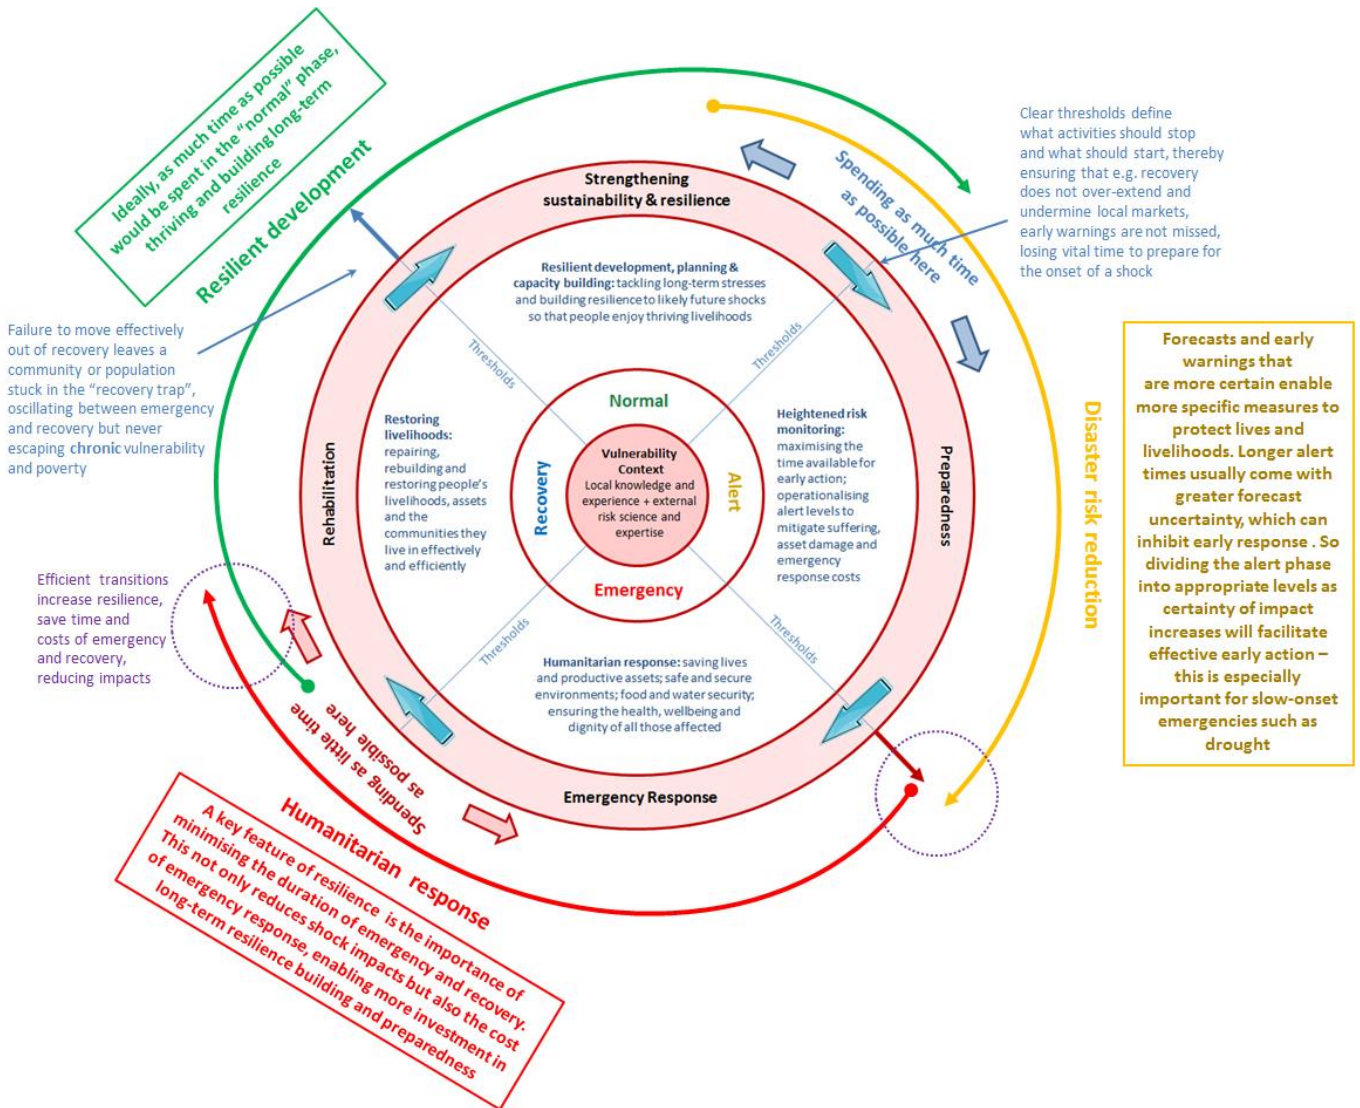 Ideally, as much time as possible
would be spent in the “normal” phase,
thriving and building long-term
resilience
Resilient development
Clear thresholds define
what activities should stop
and what should start, thereby
ensuring that e.g. recovery
does not over-extend and
undermine local markets,
early warnings are not missed,
losing vital time to prepare for
the onset of a shock
Spending as much time
as possible here
Strengthening
sustainability & resilience
Resilient development, planning &
capacity building: tackling long-term stresses
and building resilience to likely future shocks
so that people enjoy thriving livelihoods
Failure to move effectively
out of recovery leaves a
community or population
stuck in the “recovery trap”,
oscillating between emergency
and recovery but never
escaping chronic vulnerability
and poverty
Thresholds
Thresholds
Forecasts and early
warnings that
are more certain enable
more specific measures to
protect lives and
livelihoods. Longer alert
times usually come with
greater forecast
uncertainty, which can
inhibit early response . So
dividing the alert phase
into appropriate levels as
certainty of impact
increases will facilitate
effective early action –
this is especially
important for slow-onset
emergencies such as
drought
Disaster risk reduction
Normal
Restoring
livelihoods:
repairing,
rebuilding and
restoring people’s
livelihoods, assets
and the
communities they
live in effectively
and efficiently
Heightened risk
monitoring:
maximising the
time available for
early action;
operationalising
alert levels to
mitigate suffering,
asset damage and
emergency
response costs
Rehabilitation
Recovery
Vulnerability
Context
Local knowledge and
experience + external
risk science and
expertise
Alert
Preparedness
Emergency
Efficient transitions
increase resilience,
save time and
costs of emergency
and recovery,
reducing impacts
Thresholds
Thresholds
Humanitarian response: saving lives
and productive assets; safe and secure
environments; food and water security;
ensuring the health, wellbeing and
dignity of all those affected
Spending as little time
as possible here
Emergency Response
Humanitarian response
A key feature of resilience is the importance of
minimising the duration of emergency and recovery.
This not only reduces shock impacts but also the cost
of emergency response, enabling more investment in
long-term resilience building and preparedness